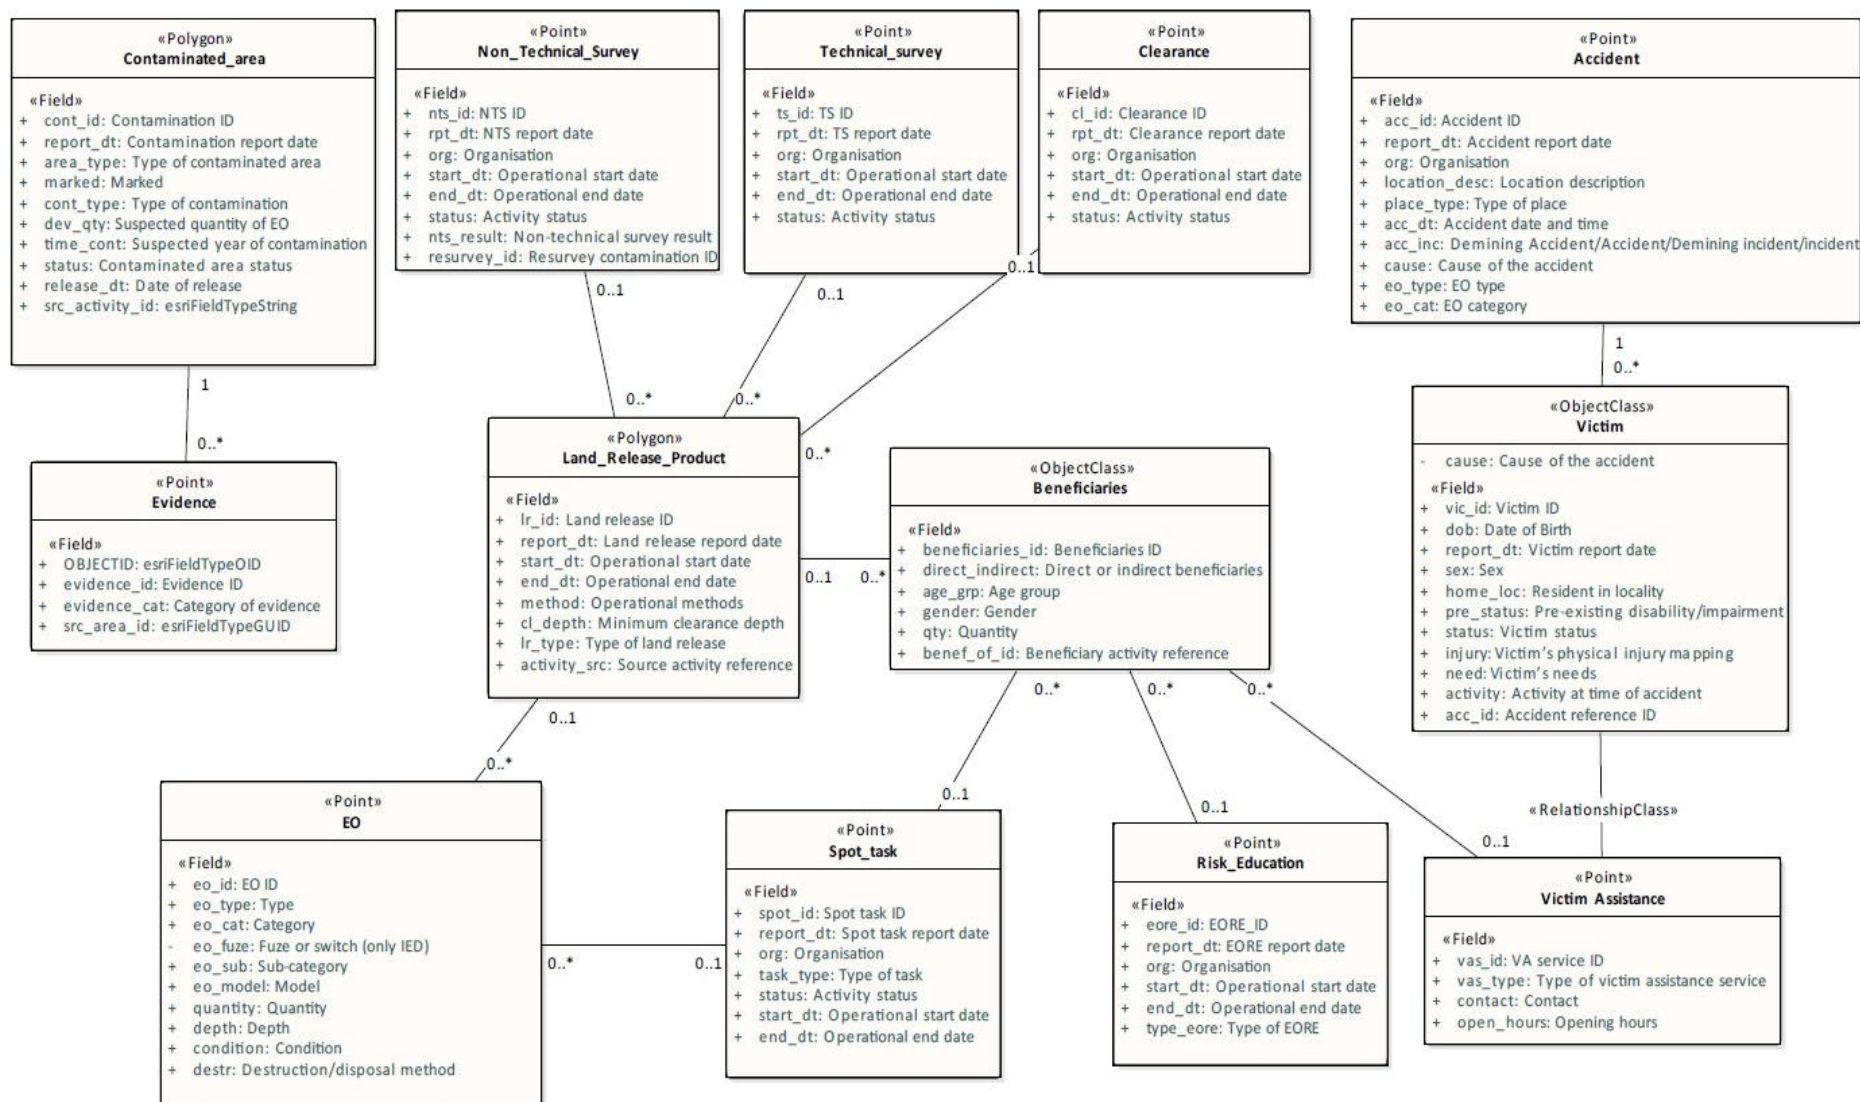 «Polygon»
Contaminated_area
«Field»
+ cont_id: Contamination ID
+ report_dt: Contamination report date
+ area_type: Type of contaminated area
+ marked: Marked
+ cont_type: Type of contamination
+ dev_qty: Suspected quantity of EO
+ time_cont: Suspected year of contamination
+ status: Contaminated area status
+ release_dt: Date of release
+ src_activity_id: esriFieldTypeString
«Point»
Non_Technical_Survey
«Field»
+ nts_id: NTS ID
+ rpt_dt: NTS report date
+ org: Organisation
+ start_dt: Operational start date
+ end_dt: Operational end date
+ status: Activity status
+ nts_result: Non-technical survey result
+ resurvey_id: Resurvey contamination ID
«Point»
Technical_survey
«Field»
+ ts_id: TS ID
+ rpt_dt: TS report date
+ org: Organisation
+ start_dt: Operational start date
+ end_dt: Operational end date
+ status: Activity status
«Point»
Clearance
«Field»
+ cl_id: Clearance ID
+ rpt_dt: Clearance report date
+ org: Organisation
+ start_dt: Operational start date
+ end_dt: Operational end date
+ status: Activity status
«Point»
Accident
«Field»
+ acc_id: Accident ID
+ report_dt: Accident report date
+ org: Organisation
+ location_desc: Location description
+ place_type: Type of place
+ acc_dt: Accident date and time
+ acc_inc: Demining Accident/Accident/Demining incident/incident
+ cause: Cause of the accident
+ eo_type: EO type
+ eo_cat: EO category
1
0..*
0..1
0..*
0..1
0..*
0..1
0..*
1
0..*
«Point»
Evidence
«Field»
+ OBJECTID: esriFieldTypeOID
+ evidence_id: Evidence ID
+ evidence_cat: Category of evidence
+ src_area_id: esriFieldTypeGUID
«Polygon»
Land_Release_Product
«Field»
+ lr_id: Land release ID
+ report_dt: Land release repord date
+ start_dt: Operational start date
+ end_dt: Operational end date
+ method: Operational methods
+ cl_depth: Minimum clearance depth
+ lr_type: Type of land release
+ activity_src: Source activity reference
0..1
0..*
«ObjectClass»
Beneficiaries
«Field»
+ beneficiaries_id: Beneficiaries ID
+ direct_indirect: Direct or indirect beneficiaries
+ age_grp: Age group
+ gender: Gender
+ qty: Quantity
+ benef_of_id: Beneficiary activity reference
«ObjectClass»
Victim
- cause: Cause of the accident
«Field»
+ vic_id: Victim ID
+ dob: Date of Birth
+ report_dt: Victim report date
+ sex: Sex
+ home_loc: Resident in locality
+ pre_status: Pre-existing disability/impairment
+ status: Victim status
+ injury: Victim's physical injury mapping
+ need: Victim's needs
+ activity: Activity at time of accident
+ acc_id: Accident reference ID
0..1
0..*
0..*
0..1
0..*
0..1
0..*
0..1
«RelationshipClass»
«Point»
EO
«Field»
+ eo_id: EO ID
+ eo_type: Type
+ eo_cat: Category
- eo_fuze: Fuze or switch (only IED)
+ eo_sub: Sub-category
+ eo_model: Model
+ quantity: Quantity
+ depth: Depth
+ condition: Condition
+ destr: Destruction/disposal method
0..*
0..1
«Point»
Spot_task
«Field»
+ spot_id: Spot task ID
+ report_dt: Spot task report date
+ org: Organisation
+ task_type: Type of task
+ status: Activity status
+ start_dt: Operational start date
+ end_dt: Operational end date
«Point»
Risk_Education
«Field»
+ eore_id: EORE_ID
+ report_dt: EORE report date
+ org: Organisation
+ start_dt: Operational start date
+ end_dt: Operational end date
+ type_eore: Type of EORE
«Point»
Victim Assistance
«Field»
+ vas_id: VA service ID
+ vas_type: Type of victim assistance service
+ contact: Contact
+ open_hours: Opening hours